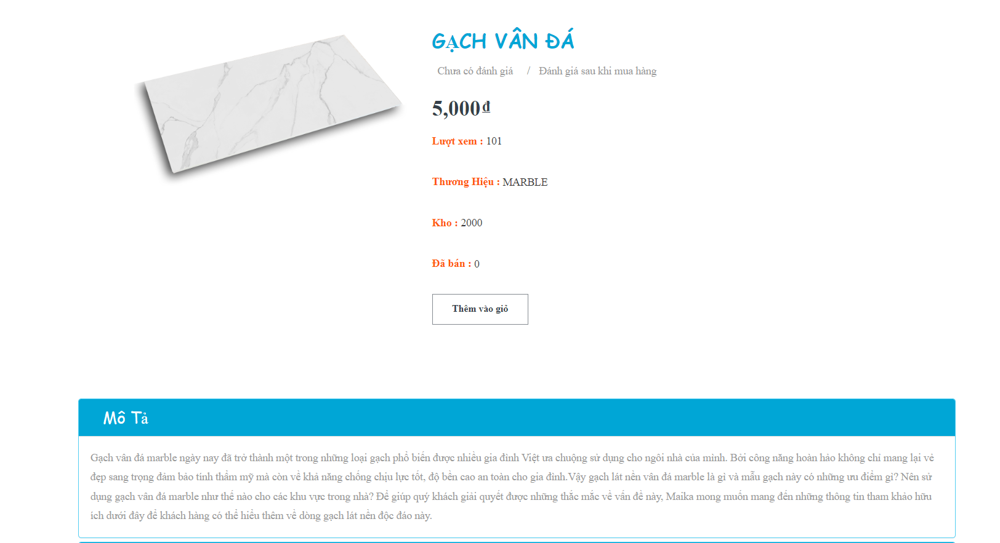 GẠCH VÂN ĐÁ
Chưa có đánh giá / Đánh giá sau khi mua hàng
5,000₫
Lượt xem : 101
Thương Hiệu : MARBLE
Kho : 2000
Đã bán : 0
Thêm vào giỏ
Mô Tả
Gạch vân đá marble ngày nay đã trở thành một trong những loại gạch phổ biến được nhiều gia đình Việt ưa chuộng sử dụng cho ngôi nhà của mình. Bởi công năng hoàn hảo không chỉ mang lại vẻ
đẹp sang trọng đảm bảo tính thẩm mỹ mà còn về khả năng chống chịu lực tốt, độ bền cao an toàn cho gia đình.Vậy gạch lát nền vân đá marble là gì và mẫu gạch này có những ưu điểm gì? Nên sử
dụng gạch vân đá marble như thế nào cho các khu vực trong nhà? Để giúp quý khách giải quyết được những thắc mắc về vấn đề này, Maika mong muốn mang đến những thông tin tham khảo hữu
ích dưới đây để khách hàng có thể hiểu thêm về dòng gạch lát nền độc đáo này.